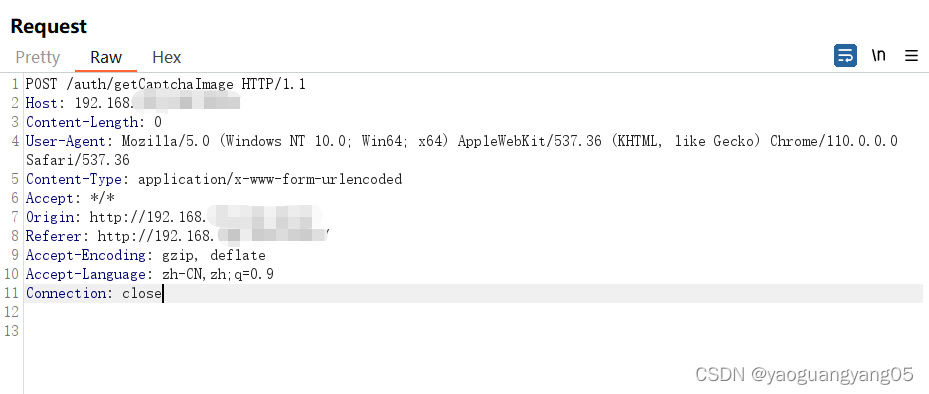 Request
Pretty Raw Hex \n
1 POST /auth/getCaptchaImage HTTP/1.1
2 Host: 192.168.
3 Content-Length: 0
4 User-Agent: Mozilla/5.0 (Windows NT 10.0; Win64; x64) AppleWebKit/537.36 (KHTML, like Gecko) Chrome/110.0.0.0
Safari/537.36
5 Content-Type: application/x-www-form-urlencoded
6 Accept: */*
7 Origin: http://192.168.
8 Referer: http://192.168. /
9 Accept-Encoding: gzip, deflate
10 Accept-Language: zh-CN,zh;q=0.9
11 Connection: close
12
13
CSDN @yaoguangyang05